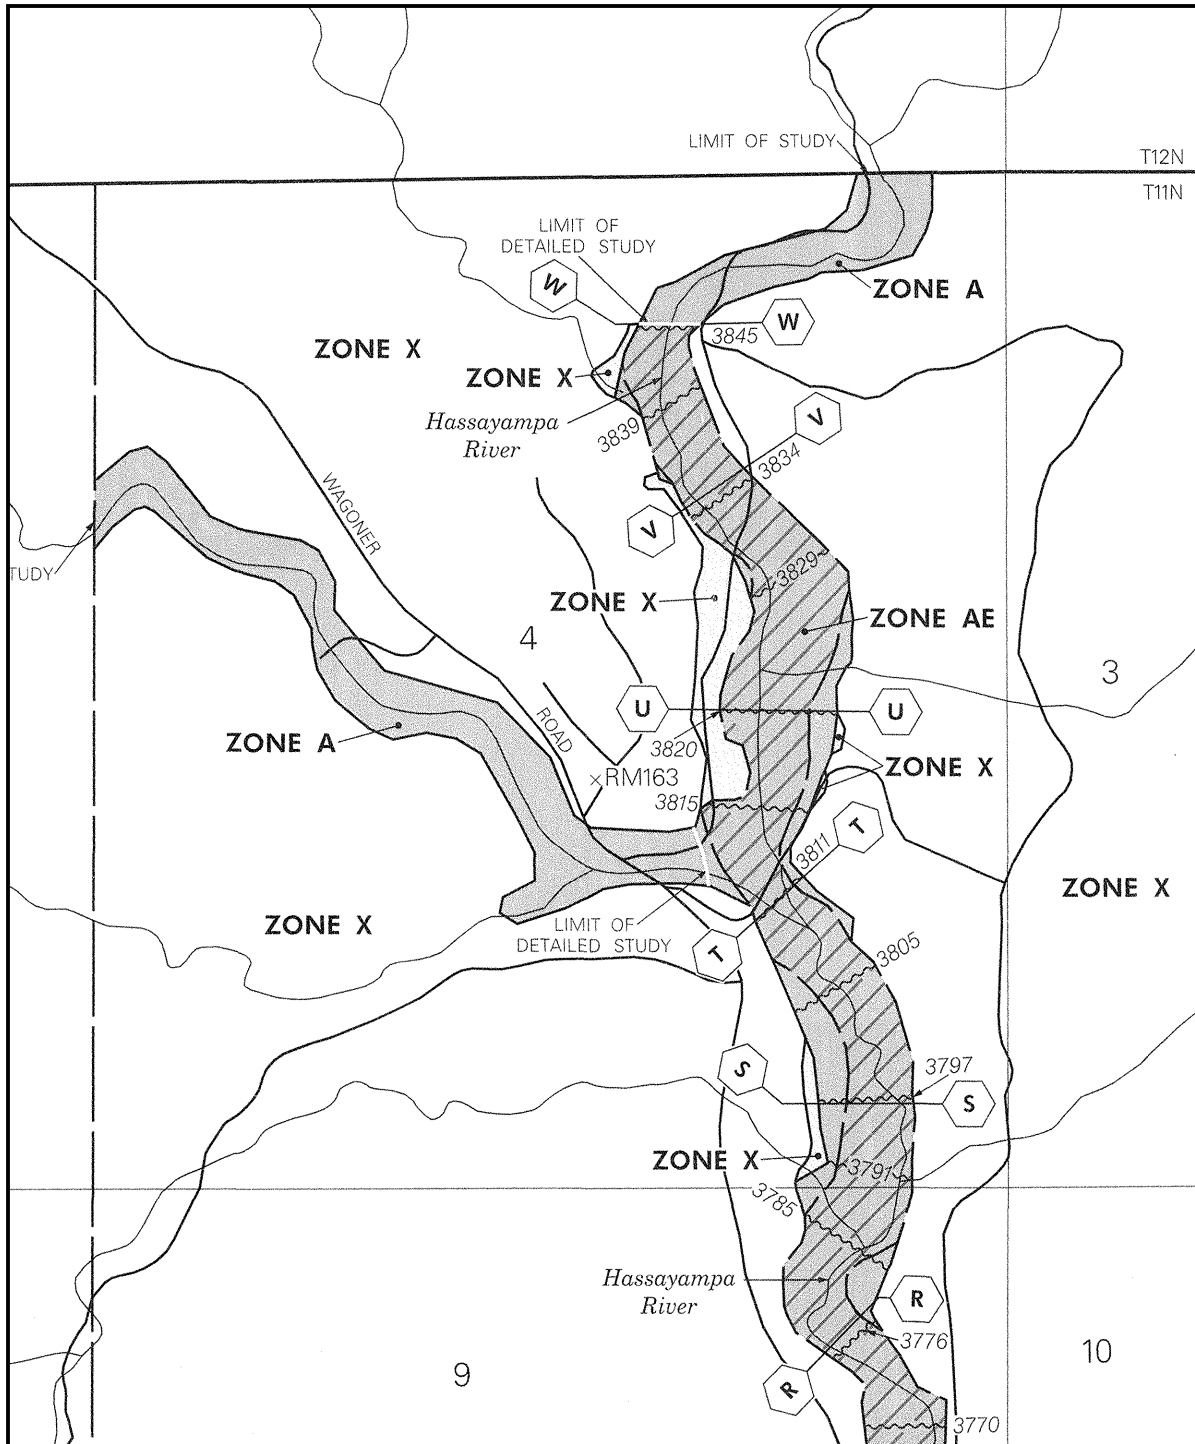 LIMIT OF STUDY
T12N
T11N
LIMIT OF
DETAILED STUDY
W
ZONE A
W
3845
ZONE X
ZONE X
Hassayampa
River
3839
V
3834
WAGONER
V
TUDY
3829
ZONE X
ZONE AE
4
3
U
U
ROAD
3820
ZONE A
ZONE X
×RM163
3815
T
3811
ZONE X
ZONE X
LIMIT OF
DETAILED STUDY
T
3805
S
3797
S
ZONE X
3791
3785
Hassayampa
River
R
3776
10
9
R
3770